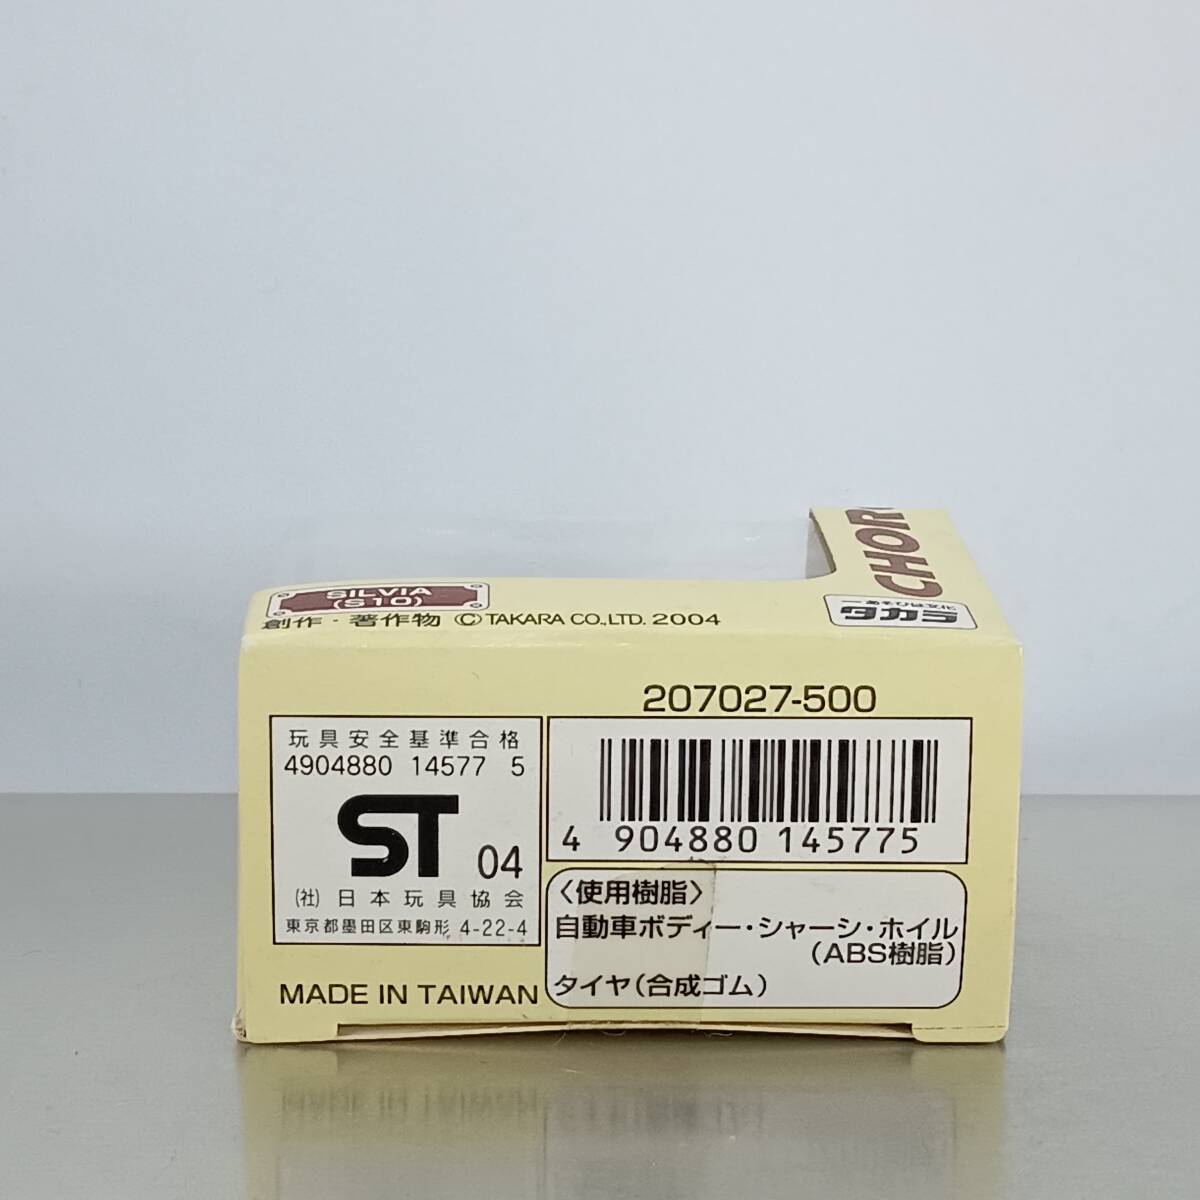 CHOR
SILVIA
(S10)
創作・著作物 © TAKARA CO.,LTD. 2004
あそびは文化
タカラ
207027-500
玩具安全基準合格
4904880 14577 5
ST 04
(社) 日本玩具協会
東京都墨田区東駒形 4-22-4
MADE IN TAIWAN
4 904880 145775
〈使用樹脂〉
自動車ボディー・シャーシ・ホイル
(ABS樹脂)
タイヤ(合成ゴム)